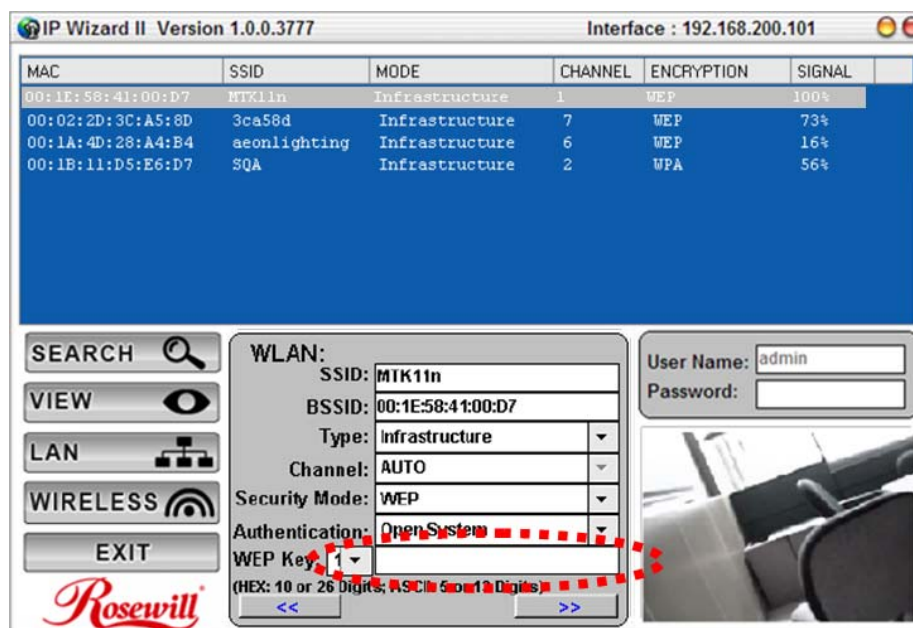 IP Wizard II Version 1.0.0.3777 Interface : 192.168.200.101
MAC SSID MODE CHANNEL ENCRYPTION SIGNAL
00:1E:58:41:00:D7 MTK11n Infrastructure 1 WEP 100%
00:02:2D:3C:A5:8D 3ca58d Infrastructure 7 WEP 73%
00:1A:4D:28:A4:B4 aeonlighting Infrastructure 6 WEP 16%
00:1B:11:D5:E6:D7 SQA Infrastructure 2 WPA 56%
SEARCH
VIEW
LAN
WIRELESS
EXIT
Rosewill
WLAN:
SSID: MTK11n
BSSID: 00:1E:58:41:00:D7
Type: Infrastructure
Channel: AUTO
Security Mode: WEP
Authentication: Open System
WEP Key 1
(HEX: 10 or 26 Digits; ASCII: 5 or 13 Digits)
<< >>
User Name: admin
Password: